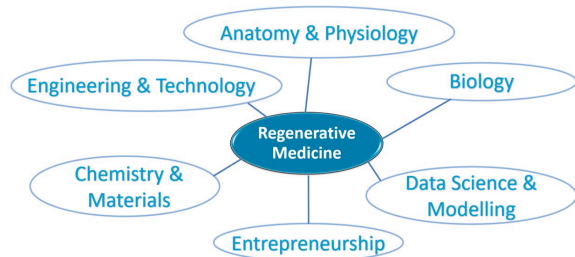 Anatomy & Physiology
Engineering & Technology
Biology
Regenerative
Medicine
Chemistry &
Materials
Data Science &
Modelling
Entrepreneurship